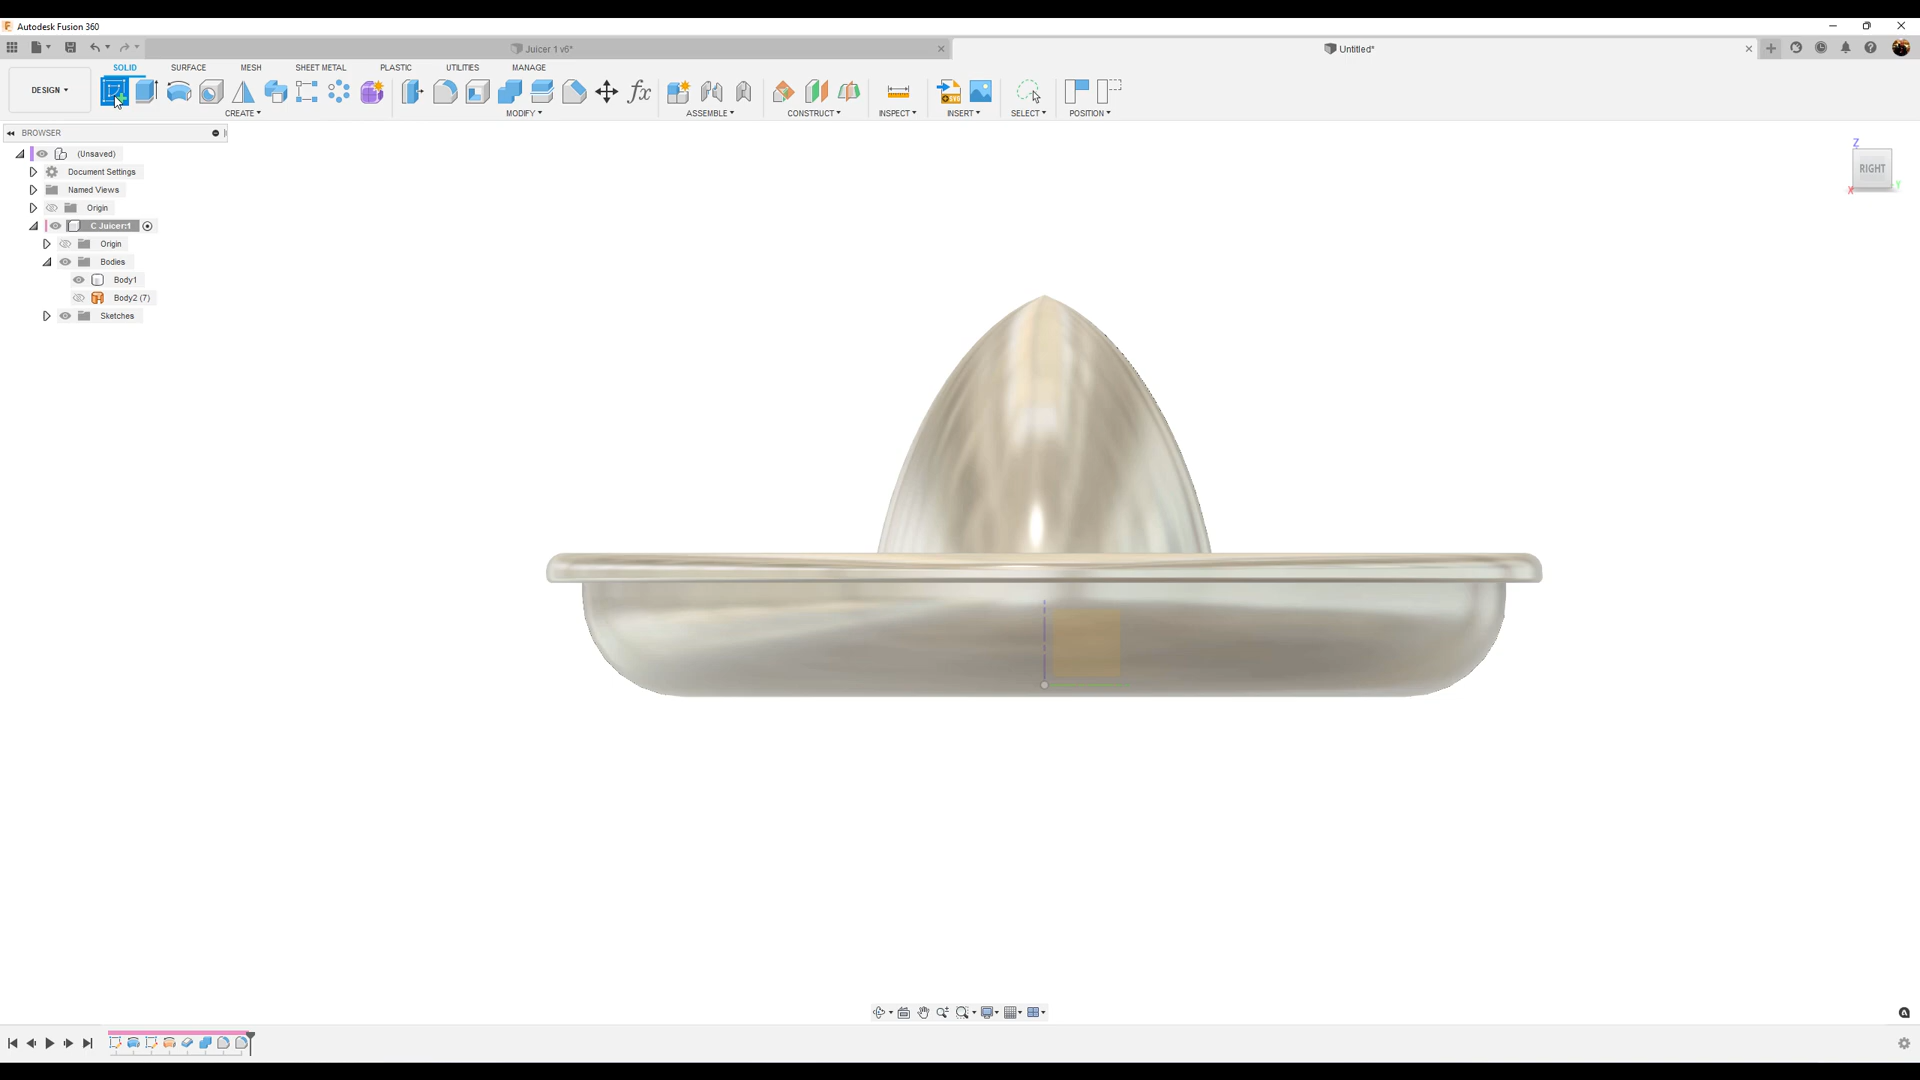 Autodesk Fusion 360
Juicer 1 v6*
Untitled*
DESIGN
SOLID
SURFACE
MESH
SHEET METAL
PLASTIC
UTILITIES
MANAGE
CREATE
MODIFY
ASSEMBLE
CONSTRUCT
INSPECT
INSERT
SELECT
POSITION
BROWSER
(Unsaved)
Document Settings
Named Views
Origin
C Juicer:1
Origin
Bodies
Body1
Body2 (7)
Sketches
Z
RIGHT
X
Y